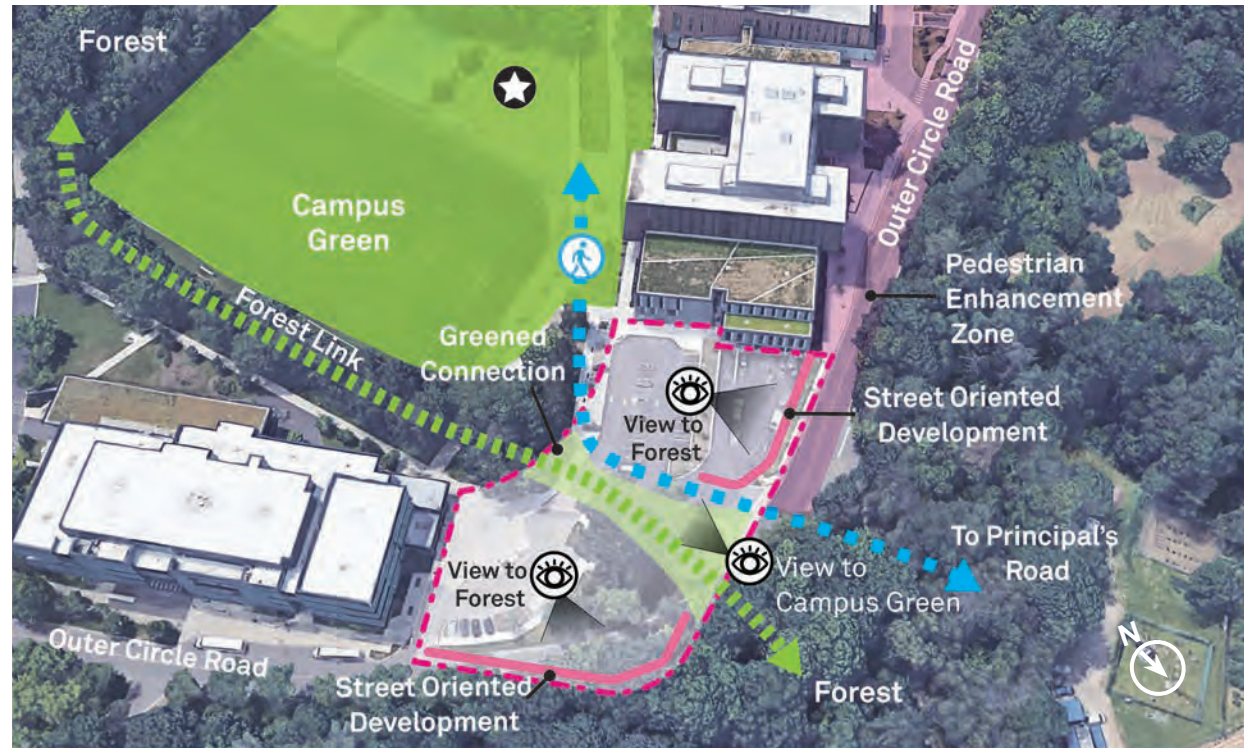 Forest
Campus
Green
Outer Circle Road
Pedestrian
Enhancement
Zone
Forest Link
Greened
Connection
View to
Forest
Street Oriented
Development
To Principal's
Road
View to
Campus Green
View to
Forest
Outer Circle Road
Street Oriented
Development
Forest
N